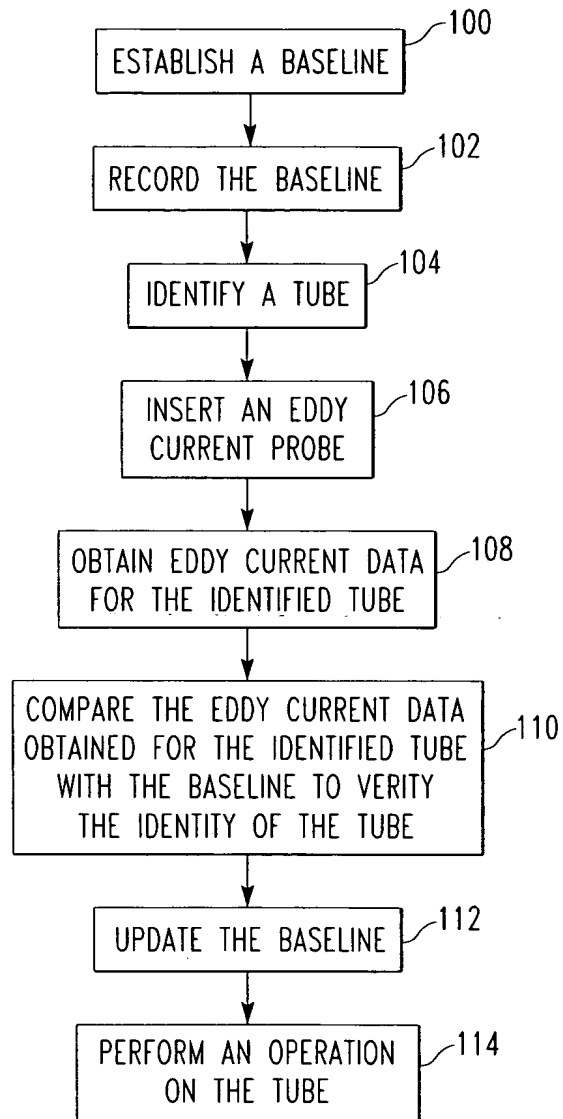 100
ESTABLISH A BASELINE
102
RECORD THE BASELINE
104
IDENTIFY A TUBE
106
INSERT AN EDDY
CURRENT PROBE
108
OBTAIN EDDY CURRENT DATA
FOR THE IDENTIFIED TUBE
110
COMPARE THE EDDY CURRENT DATA
OBTAINED FOR THE IDENTIFIED TUBE
WITH THE BASELINE TO VERITY
THE IDENTITY OF THE TUBE
112
UPDATE THE BASELINE
114
PERFORM AN OPERATION
ON THE TUBE